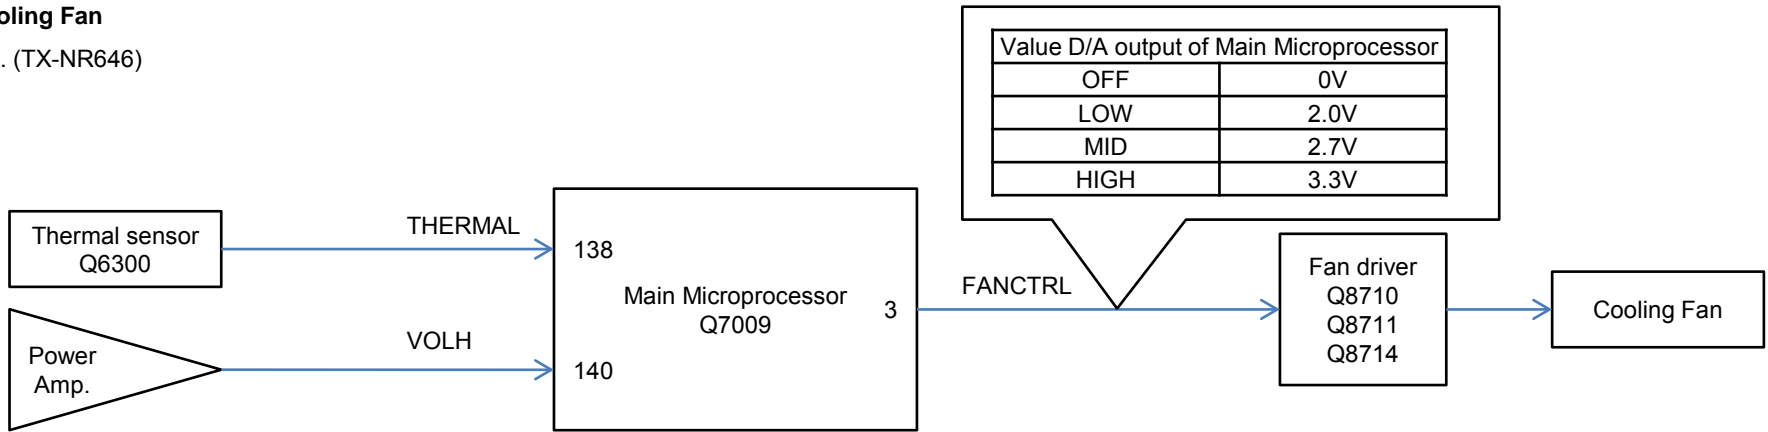 oling Fan
. (TX-NR646)
Value D/A output of Main Microprocessor
OFF 0V
LOW 2.0V
MID 2.7V
HIGH 3.3V
Thermal sensor
Q6300
THERMAL
138
Main Microprocessor
Q7009
3
FANCTRL
Fan driver
Q8710
Q8711
Q8714
Cooling Fan
Power
Amp.
VOLH
140